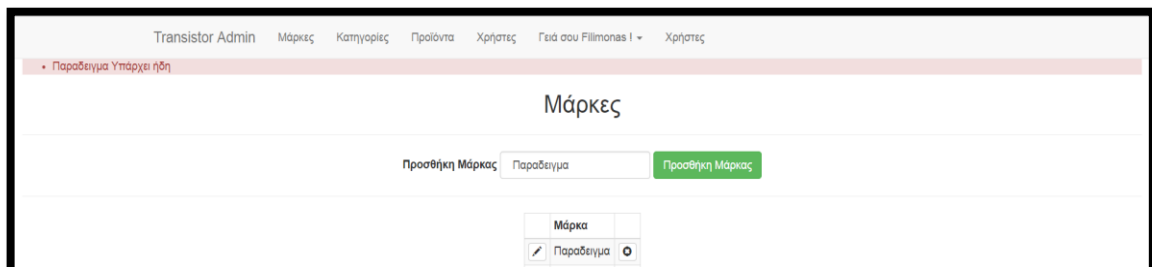 Transistor Admin Μάρκες Κατηγορίες Προϊόντα Χρήστες Γειά σου Filimonas ! Χρήστες
Παραδειγμα Υπάρχει ήδη
Μάρκες
Προσθήκη Μάρκας Παραδειγμα Προσθήκη Μάρκας
Μάρκα
Παραδειγμα